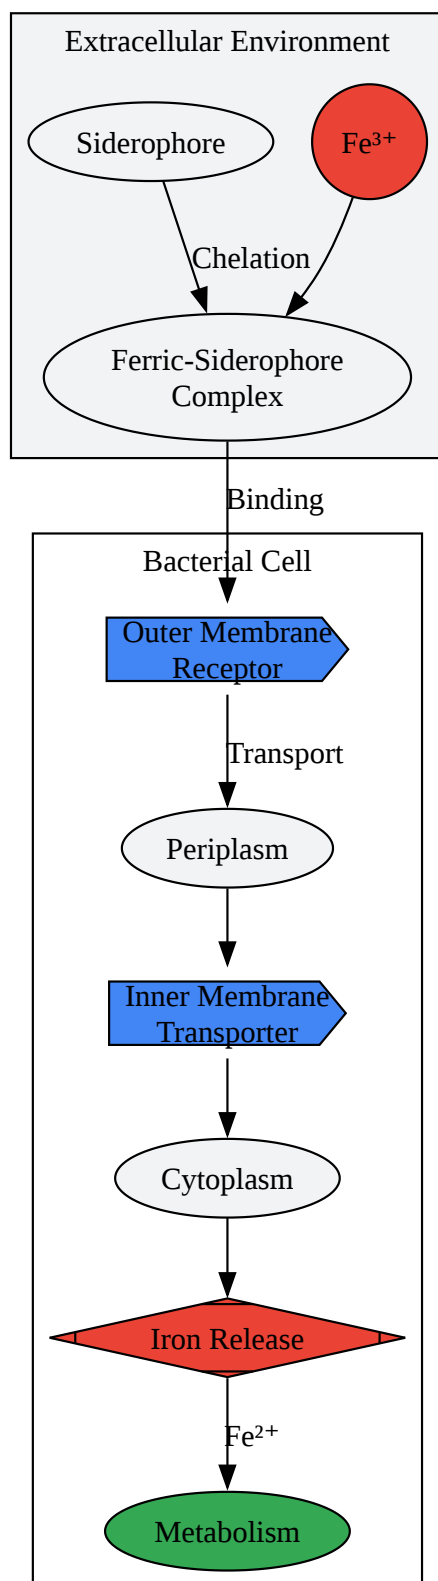 Extracellular Environment
Siderophore
Fe³⁺
Chelation
Ferric-Siderophore
Complex
Binding
Bacterial Cell
Outer Membrane
Receptor
Transport
Periplasm
Inner Membrane
Transporter
Cytoplasm
Iron Release
Fe²⁺
Metabolism